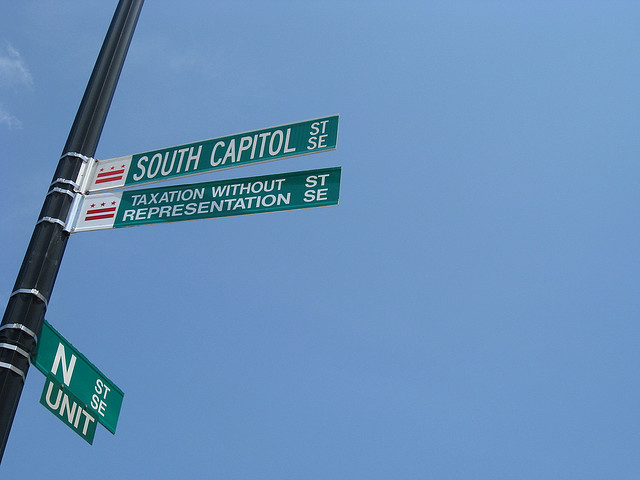 SOUTH CAPITOL ST SE
TAXATION WITHOUT
REPRESENTATION ST SE
N ST SE
UNIT